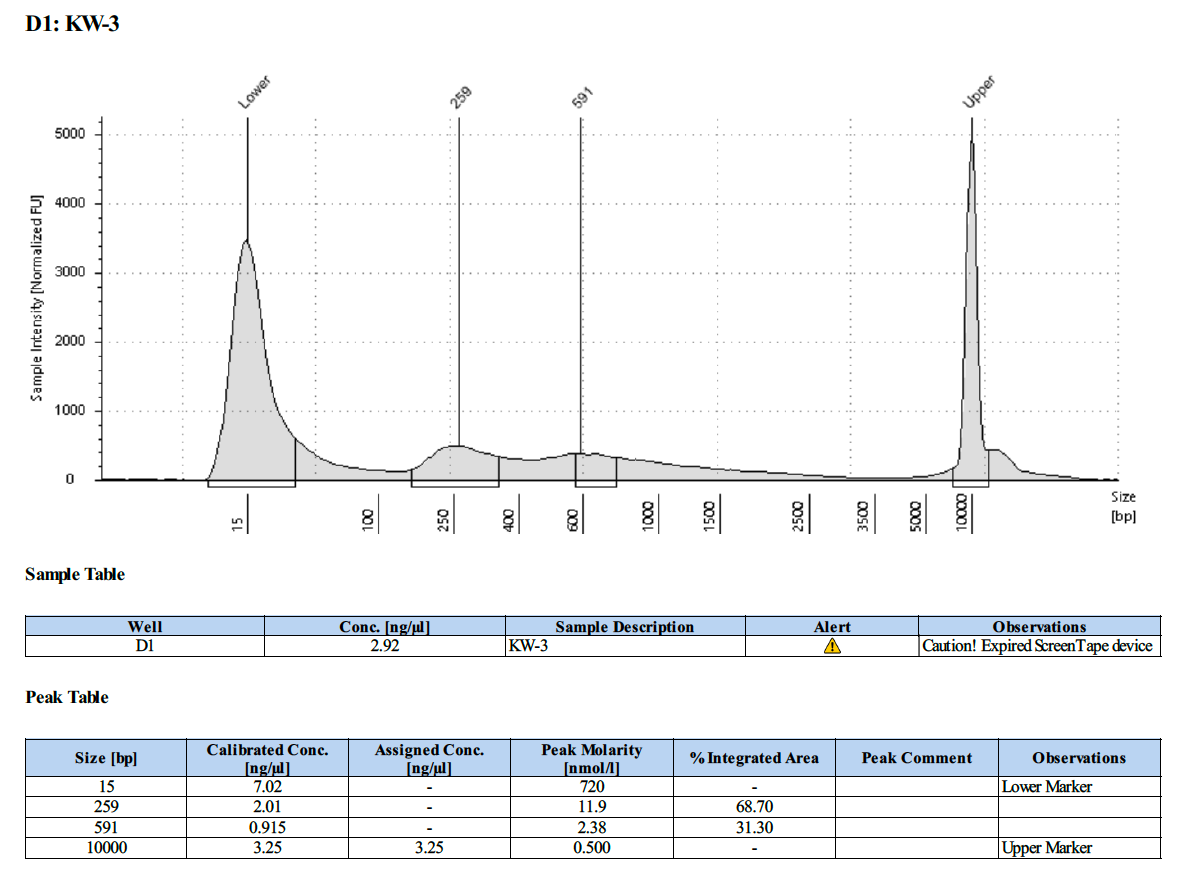 D1: KW-3
Lower
259
591
Upper
Sample Intensity [Normalized FU]
5000
4000
3000
2000
1000
0
15
100
250
400
600
1000
1500
2500
3500
5000
10000
Size
[bp]
Sample Table
Well Conc. [ng/µl] Sample Description Alert Observations
D1 2.92 KW-3 Caution! Expired ScreenTape device
Peak Table
Size [bp] Calibrated Conc. [ng/µl] Assigned Conc. [ng/µl] Peak Molarity [nmol/l] % Integrated Area Peak Comment Observations
15 7.02 - 720 - Lower Marker
259 2.01 - 11.9 68.70
591 0.915 - 2.38 31.30
10000 3.25 3.25 0.500 - Upper Marker